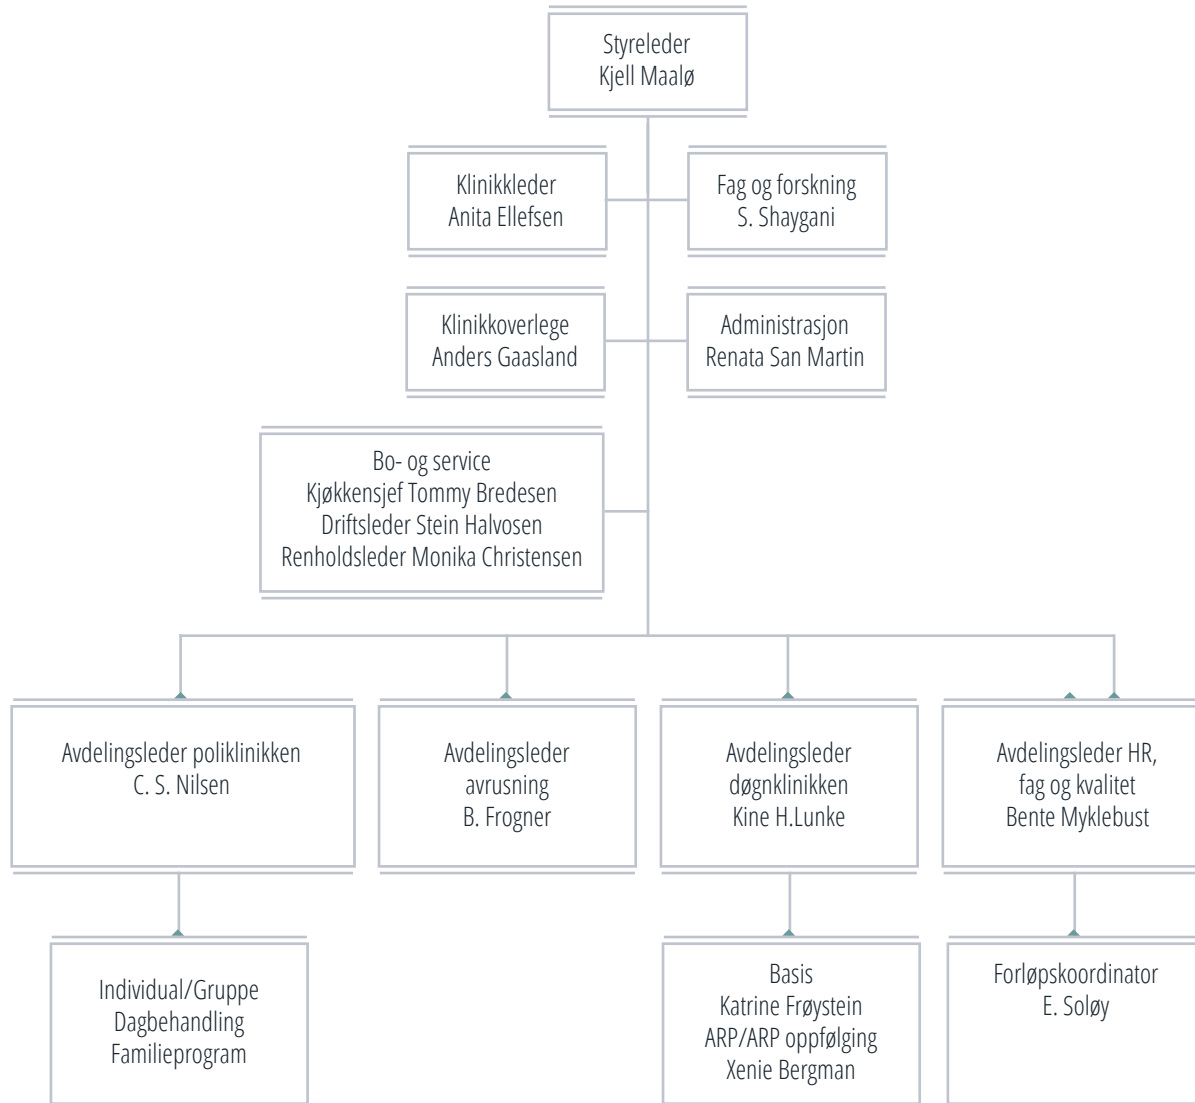 Styreleder
Kjell Maalø
Klinikkleder
Anita Ellefsen
Fag og forskning
S. Shaygani
Klinikkoverlege
Anders Gaasland
Administrasjon
Renata San Martin
Bo- og service
Kjøkkensjef Tommy Bredesen
Driftsleder Stein Halvosen
Renholdsleder Monika Christensen
Avdelingsleder poliklinikken
C. S. Nilsen
Avdelingsleder
avrusning
B. Frogner
Avdelingsleder
døgnklinikken
Kine H.Lunke
Avdelingsleder HR,
fag og kvalitet
Bente Myklebust
Individual/Gruppe
Dagbehandling
Familieprogram
Basis
Katrine Frøystein
ARP/ARP oppfølging
Xenie Bergman
Forløpskoordinator
E. Soløy